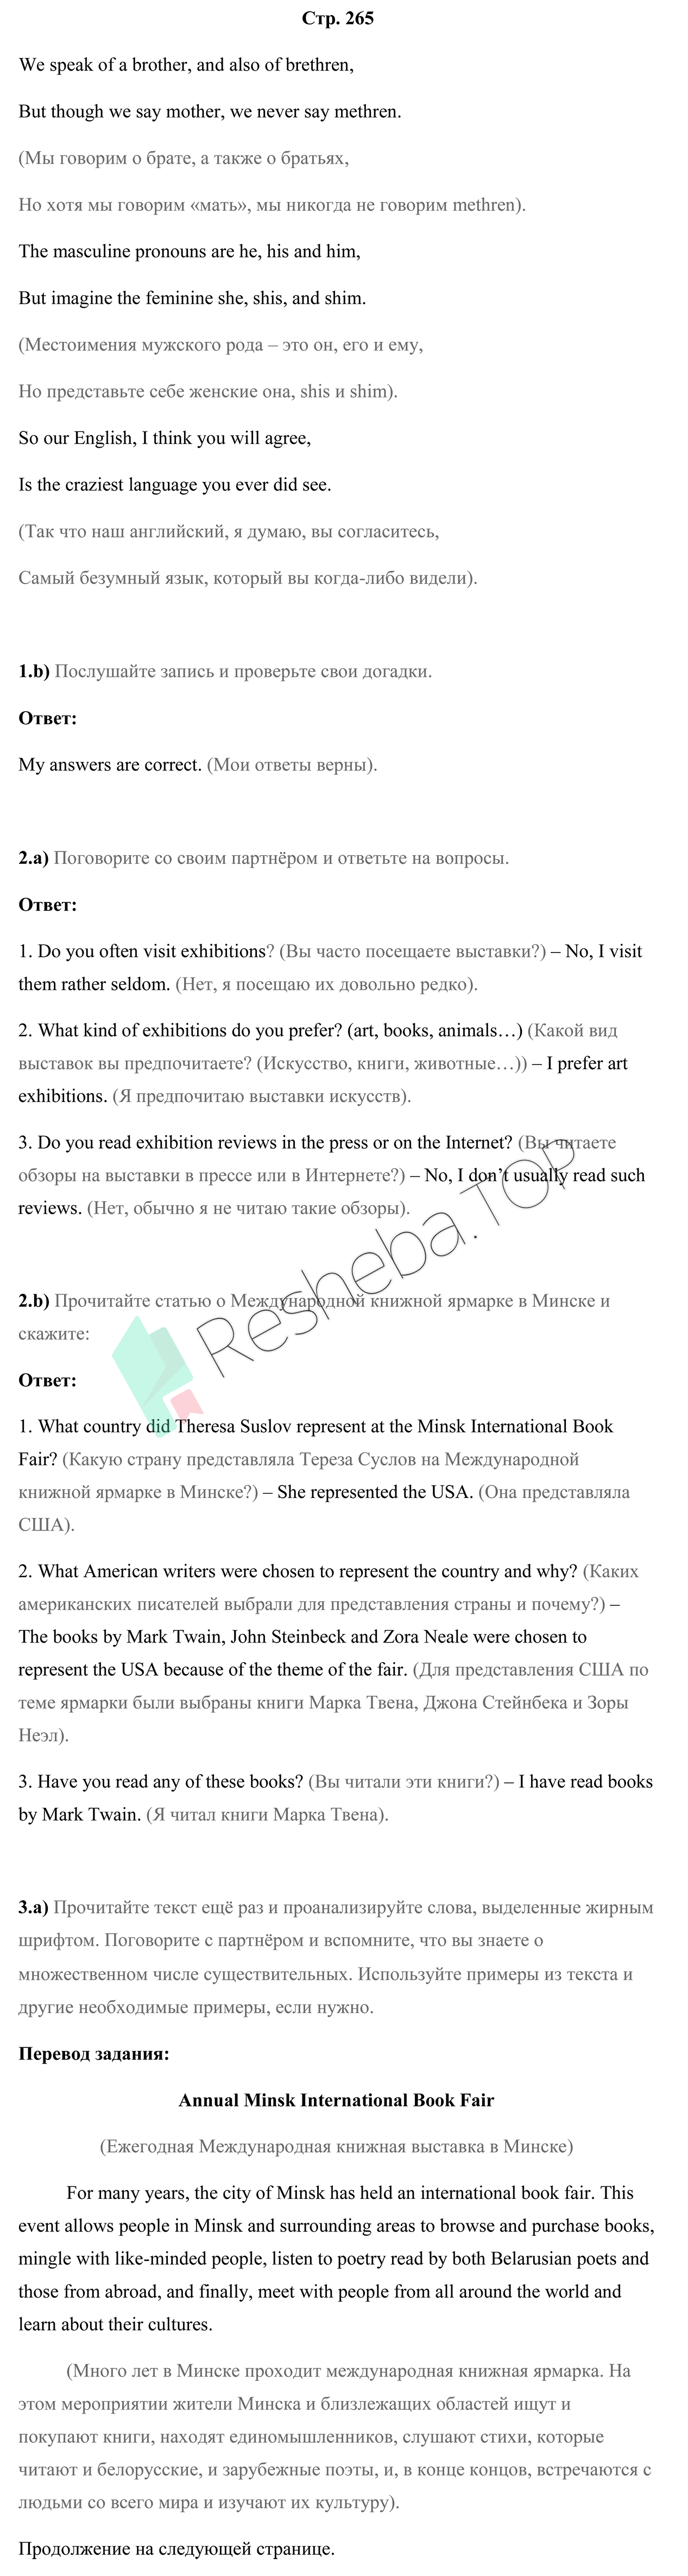 Стр. 265
We speak of a brother, and also of brethren,
But though we say mother, we never say methren.
(Мы говорим о брате, а также о братьях,
Но хотя мы говорим «мать», мы никогда не говорим methren).
The masculine pronouns are he, his and him,
But imagine the feminine she, shis, and shim.
(Местоимения мужского рода – это он, его и ему,
Но представьте себе женские она, shis и shim).
So our English, I think you will agree,
Is the craziest language you ever did see.
(Так что наш английский, я думаю, вы согласитесь,
Самый безумный язык, который вы когда-либо видели).
1.b) Послушайте запись и проверьте свои догадки.
Ответ:
My answers are correct. (Мои ответы верны).
2.a) Поговорите со своим партнёром и ответьте на вопросы.
Ответ:
1. Do you often visit exhibitions? (Вы часто посещаете выставки?) – No, I visit
them rather seldom. (Нет, я посещаю их довольно редко).
2. What kind of exhibitions do you prefer? (art, books, animals…) (Какой вид
выставок вы предпочитаете? (Искусство, книги, животные…)) – I prefer art
exhibitions. (Я предпочитаю выставки искусств).
3. Do you read exhibition reviews in the press or on the Internet? (Вы читаете
обзоры на выставки в прессе или в Интернете?) – No, I don’t usually read such
reviews. (Нет, обычно я не читаю такие обзоры).
Resheba.TOP
2.b) Прочитайте статью о Международной книжной ярмарке в Минске и
скажите:
Ответ:
1. What country did Theresa Suslov represent at the Minsk International Book
Fair? (Какую страну представляла Тереза Суслов на Международной
книжной ярмарке в Минске?) – She represented the USA. (Она представляла
США).
2. What American writers were chosen to represent the country and why? (Каких
американских писателей выбрали для представления страны и почему?) –
The books by Mark Twain, John Steinbeck and Zora Neale were chosen to
represent the USA because of the theme of the fair. (Для представления США по
теме ярмарки были выбраны книги Марка Твена, Джона Стейнбека и Зоры
Неэл).
3. Have you read any of these books? (Вы читали эти книги?) – I have read books
by Mark Twain. (Я читал книги Марка Твена).
3.a) Прочитайте текст ещё раз и проанализируйте слова, выделенные жирным
шрифтом. Поговорите с партнёром и вспомните, что вы знаете о
множественном числе существительных. Используйте примеры из текста и
другие необходимые примеры, если нужно.
Перевод задания:
Annual Minsk International Book Fair
(Ежегодная Международная книжная выставка в Минске)
For many years, the city of Minsk has held an international book fair. This
event allows people in Minsk and surrounding areas to browse and purchase books,
mingle with like-minded people, listen to poetry read by both Belarusian poets and
those from abroad, and finally, meet with people from all around the world and
learn about their cultures.
(Много лет в Минске проходит международная книжная ярмарка. На
этом мероприятии жители Минска и близлежащих областей ищут и
покупают книги, находят единомышленников, слушают стихи, которые
читают и белорусские, и зарубежные поэты, и, в конце концов, встречаются с
людьми со всего мира и изучают их культуру).
Продолжение на следующей странице.